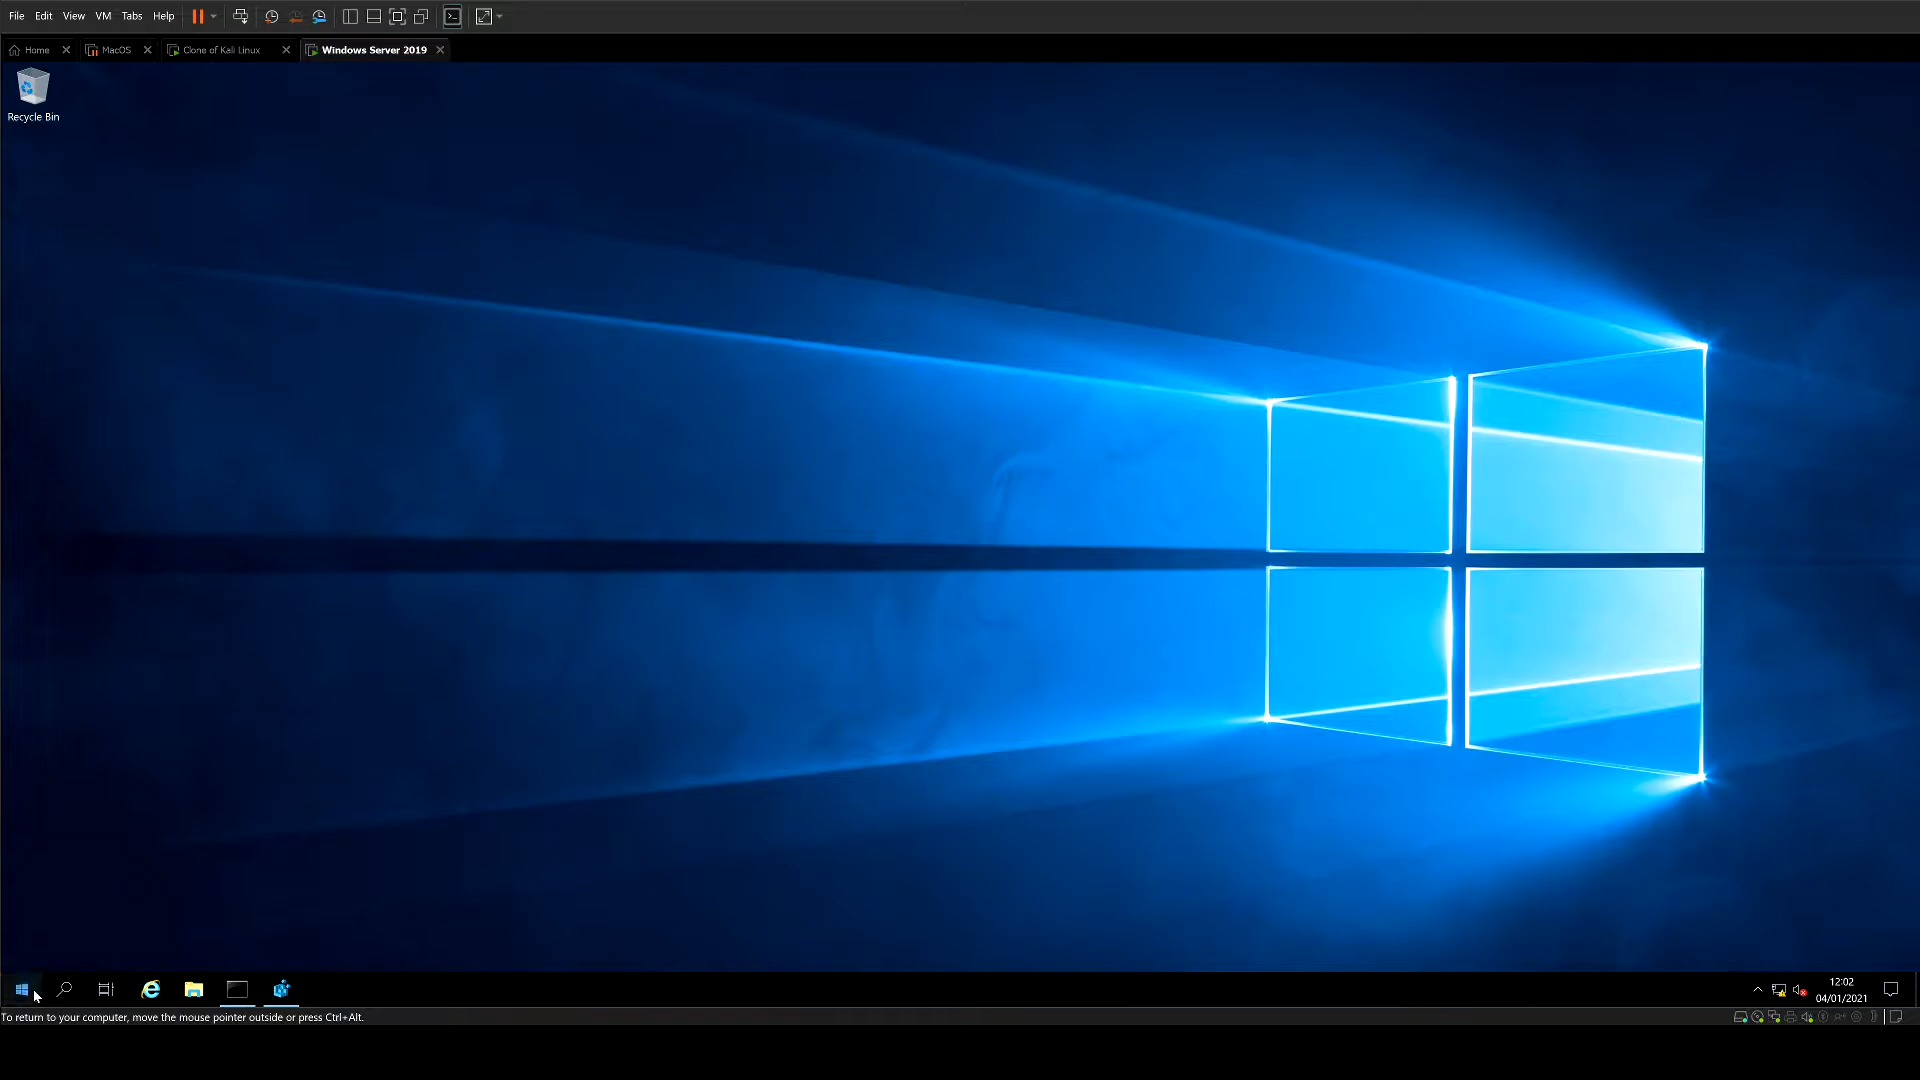 File Edit View VM Tabs Help
Home MacOS Clone of Kali Linux Windows Server 2019
Recycle Bin
12:02
04/01/2021
To return to your computer, move the mouse pointer outside or press Ctrl+Alt.